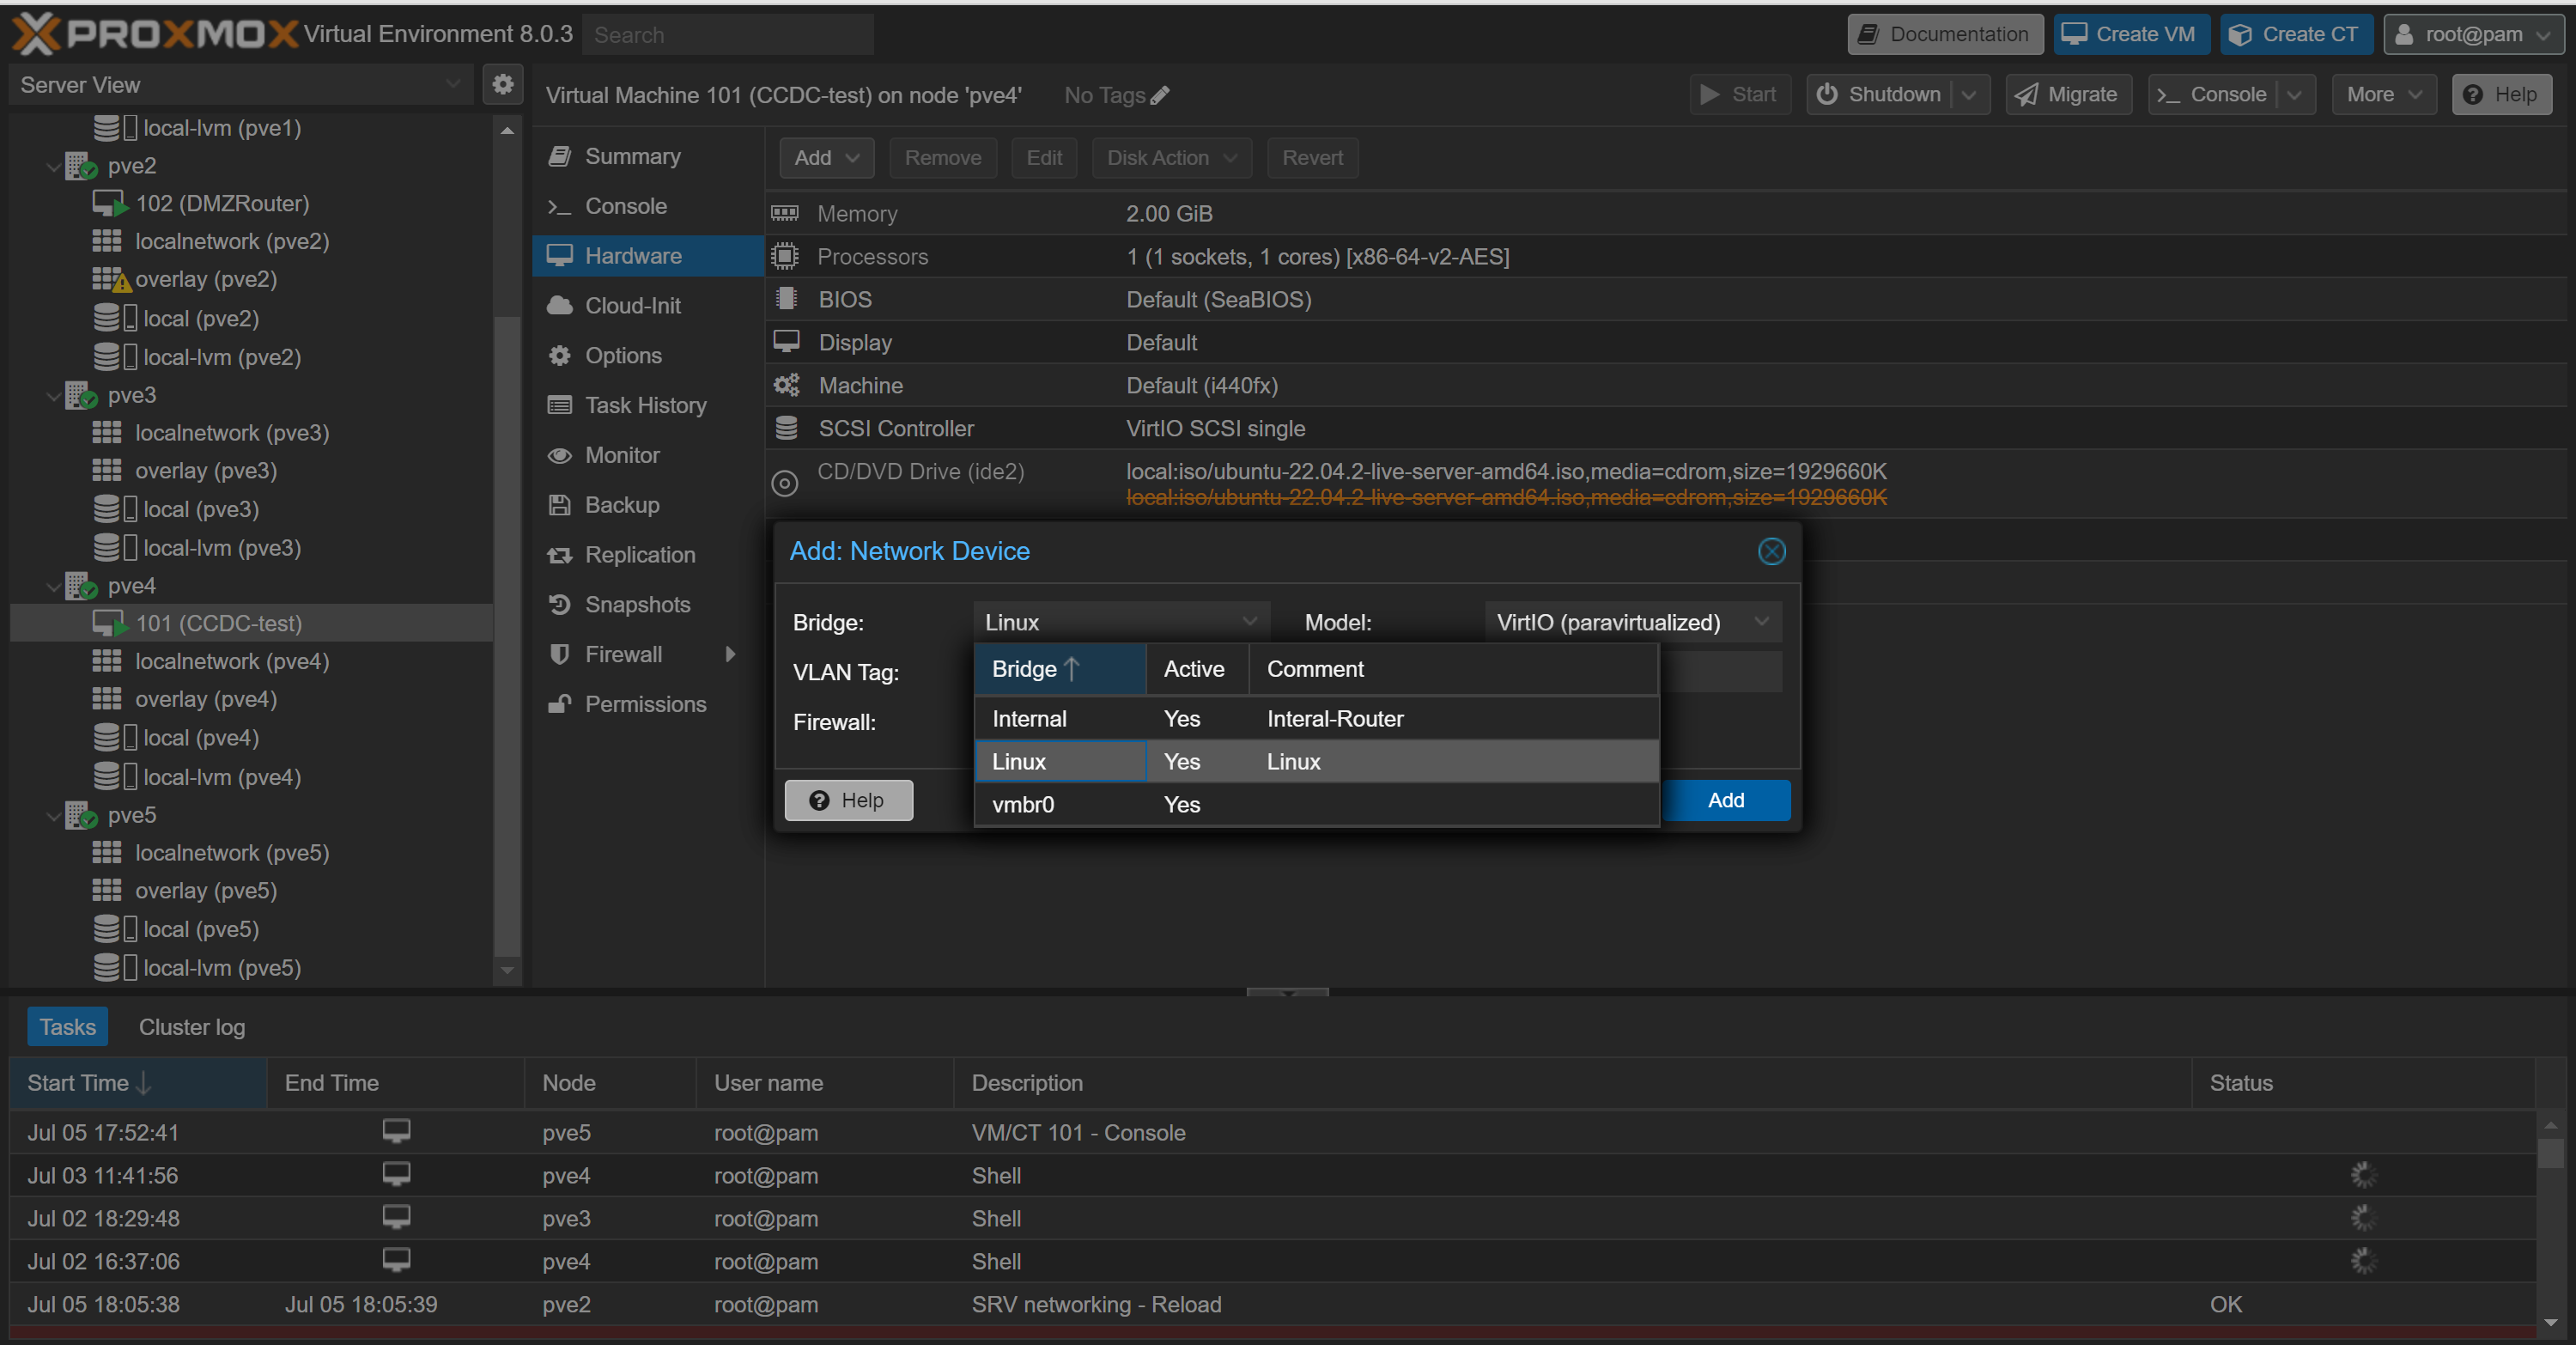 PROXMOX Virtual Environment 8.0.3 Search Documentation Create VM Create CT root@pam
Server View
local-lvm (pve1)
pve2
102 (DMZRouter)
localnetwork (pve2)
overlay (pve2)
local (pve2)
local-lvm (pve2)
pve3
localnetwork (pve3)
overlay (pve3)
local (pve3)
local-lvm (pve3)
pve4
101 (CCDC-test)
localnetwork (pve4)
overlay (pve4)
local (pve4)
local-lvm (pve4)
pve5
localnetwork (pve5)
overlay (pve5)
local (pve5)
local-lvm (pve5)
Virtual Machine 101 (CCDC-test) on node 'pve4' No Tags Start Shutdown Migrate Console More Help
Summary
Console
Hardware
Cloud-Init
Options
Task History
Monitor
Backup
Replication
Snapshots
Firewall
Permissions
Add Remove Edit Disk Action Revert
Memory 2.00 GiB
Processors 1 (1 sockets, 1 cores) [x86-64-v2-AES]
BIOS Default (SeaBIOS)
Display Default
Machine Default (i440fx)
SCSI Controller VirtIO SCSI single
CD/DVD Drive (ide2) local:iso/ubuntu-22.04.2-live-server-amd64.iso,media=cdrom,size=1929660K
local:iso/ubuntu-22.04.2-live-server-amd64.iso,media=cdrom,size=1929660K
Add: Network Device
Bridge: Linux Model: VirtIO (paravirtualized)
VLAN Tag:
Firewall:
Bridge Active Comment
Internal Yes Interal-Router
Linux Yes Linux
vmbr0 Yes
Help Add
Tasks Cluster log
Start Time End Time Node User name Description Status
Jul 05 17:52:41 pve5 root@pam VM/CT 101 - Console
Jul 03 11:41:56 pve4 root@pam Shell
Jul 02 18:29:48 pve3 root@pam Shell
Jul 02 16:37:06 pve4 root@pam Shell
Jul 05 18:05:38 Jul 05 18:05:39 pve2 root@pam SRV networking - Reload OK